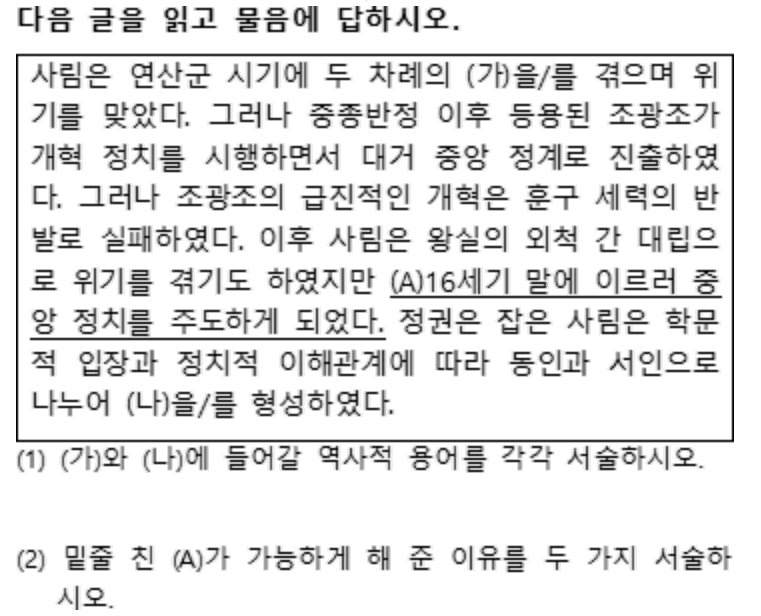 다음 글을 읽고 물음에 답하시오.
사림은 연산군 시기에 두 차례의 (가)을/를 겪으며 위
기를 맞았다. 그러나 중종반정 이후 등용된 조광조가
개혁 정치를 시행하면서 대거 중앙 정계로 진출하였
다. 그러나 조광조의 급진적인 개혁은 훈구 세력의 반
발로 실패하였다. 이후 사림은 왕실의 외척 간 대립으
로 위기를 겪기도 하였지만 (A)16세기 말에 이르러 중
앙 정치를 주도하게 되었다. 정권은 잡은 사림은 학문
적 입장과 정치적 이해관계에 따라 동인과 서인으로
나누어 (나)을/를 형성하였다.
(1) (가)와 (나)에 들어갈 역사적 용어를 각각 서술하시오.
(2) 밑줄 친 (A)가 가능하게 해 준 이유를 두 가지 서술하
시오.